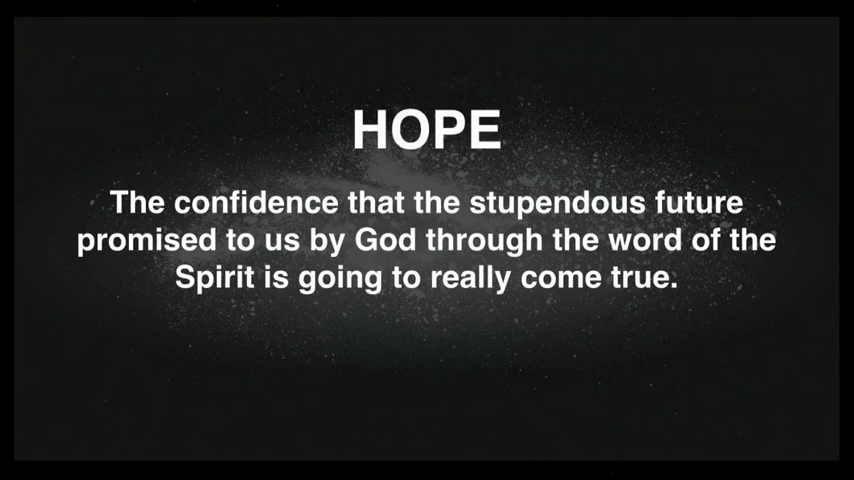 HOPE
The confidence that the stupendous future
promised to us by God through the word of the
Spirit is going to really come true.